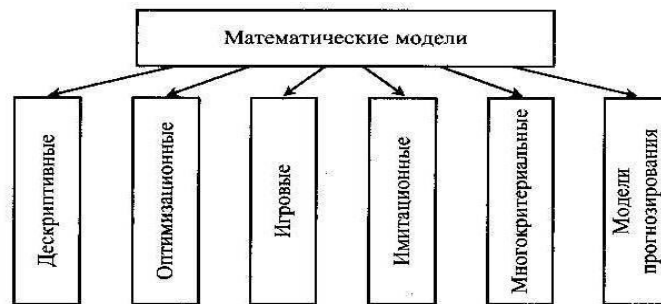 Математические модели
Дескриптивные
Оптимизационные
Игровые
Имитационные
Многокритериальные
Модели
прогнозирования